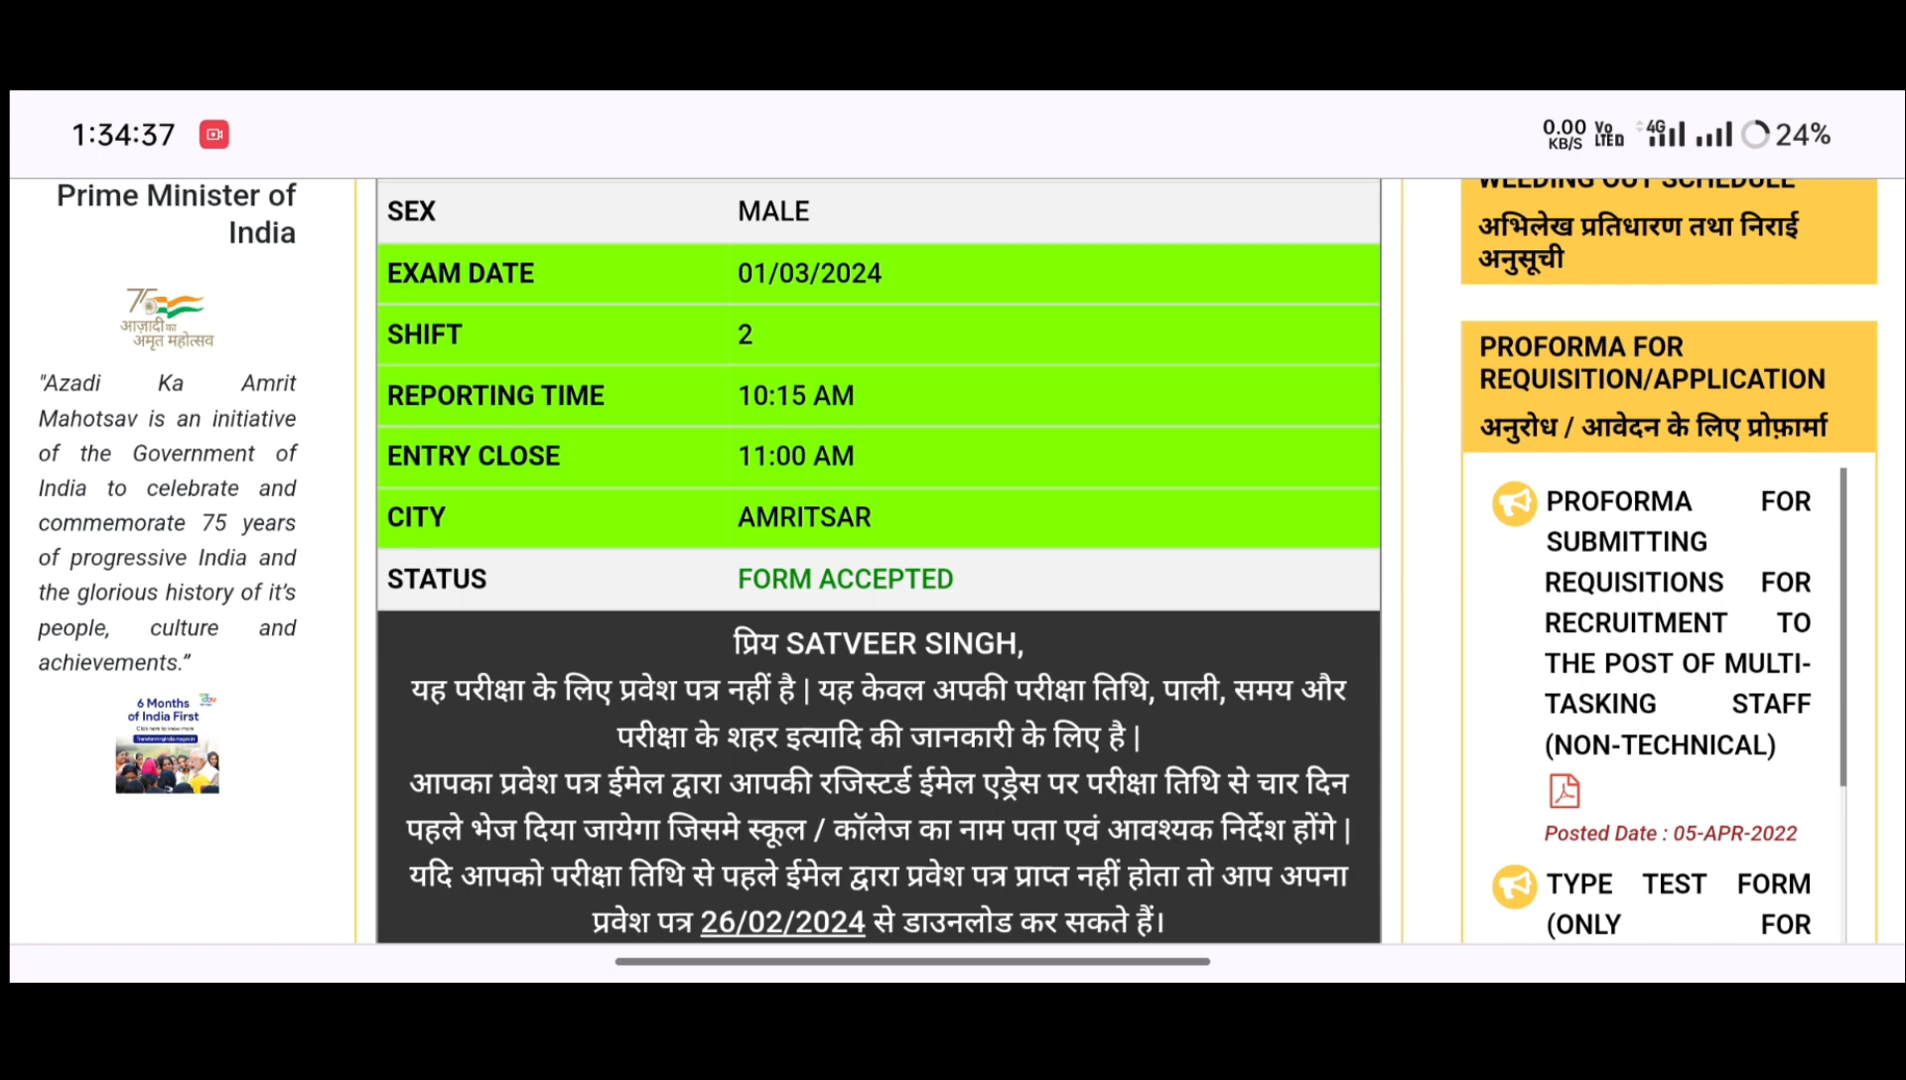 1:34:37
0.00 KB/S
Vo LTED
4G
24%
Prime Minister of
India
75
आज़ादी का
अमृत महोत्सव
"Azadi Ka Amrit
Mahotsav is an initiative
of the Government of
India to celebrate and
commemorate 75 years
of progressive India and
the glorious history of it's
people, culture and
achievements.”
6 Months
of India First
SEX MALE
EXAM DATE 01/03/2024
SHIFT 2
REPORTING TIME 10:15 AM
ENTRY CLOSE 11:00 AM
CITY AMRITSAR
STATUS FORM ACCEPTED
प्रिय SATVEER SINGH,
यह परीक्षा के लिए प्रवेश पत्र नहीं है | यह केवल अपकी परीक्षा तिथि, पाली, समय और
परीक्षा के शहर इत्यादि की जानकारी के लिए है |
आपका प्रवेश पत्र ईमेल द्वारा आपकी रजिस्टर्ड ईमेल एड्रेस पर परीक्षा तिथि से चार दिन
पहले भेज दिया जायेगा जिसमे स्कूल / कॉलेज का नाम पता एवं आवश्यक निर्देश होंगे |
यदि आपको परीक्षा तिथि से पहले ईमेल द्वारा प्रवेश पत्र प्राप्त नहीं होता तो आप अपना
प्रवेश पत्र 26/02/2024 से डाउनलोड कर सकते हैं।
WEEDING OUT SCHEDULE
अभिलेख प्रतिधारण तथा निराई
अनुसूची
PROFORMA FOR
REQUISITION/APPLICATION
अनुरोध / आवेदन के लिए प्रोफ़ार्मा
PROFORMA FOR
SUBMITTING
REQUISITIONS FOR
RECRUITMENT TO
THE POST OF MULTI-
TASKING STAFF
(NON-TECHNICAL)
Posted Date : 05-APR-2022
TYPE TEST FORM
(ONLY FOR